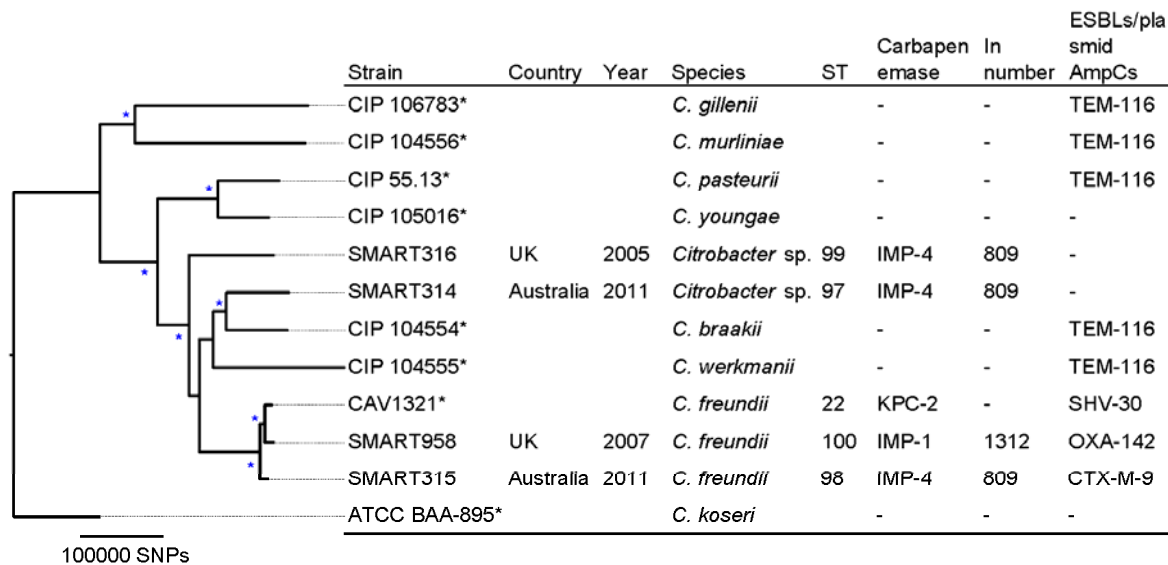 ESBLs/pla
Carbapen In smid
Strain Country Year Species ST emase number AmpCs
CIP 106783* C. gillenii - - TEM-116
CIP 104556* C. murliniae - - TEM-116
CIP 55.13* C. pasteurii - - TEM-116
CIP 105016* C. youngae - - -
SMART316 UK 2005 Citrobacter sp. 99 IMP-4 809 -
SMART314 Australia 2011 Citrobacter sp. 97 IMP-4 809 -
CIP 104554* C. braakii - - TEM-116
CIP 104555* C. werkmanii - - TEM-116
CAV1321* C. freundii 22 KPC-2 - SHV-30
SMART958 UK 2007 C. freundii 100 IMP-1 1312 OXA-142
SMART315 Australia 2011 C. freundii 98 IMP-4 809 CTX-M-9
ATCC BAA-895* C. koseri - - -
100000 SNPs